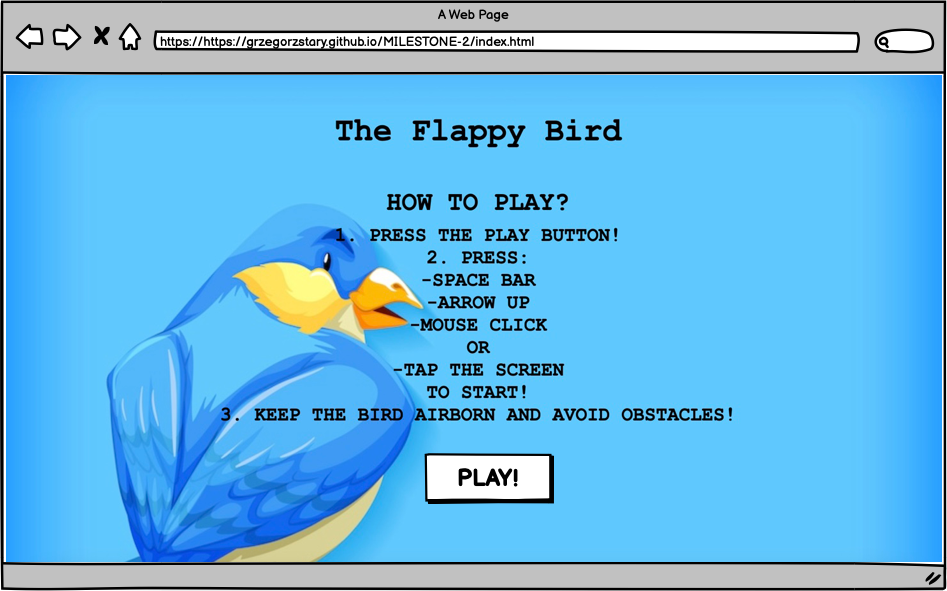 A Web Page
https://https://grzegorzstary.github.io/MILESTONE-2/index.html
The Flappy Bird
HOW TO PLAY?
1. PRESS THE PLAY BUTTON!
2. PRESS:
-SPACE BAR
-ARROW UP
-MOUSE CLICK
OR
-TAP THE SCREEN
TO START!
3. KEEP THE BIRD AIRBORN AND AVOID OBSTACLES!
PLAY!